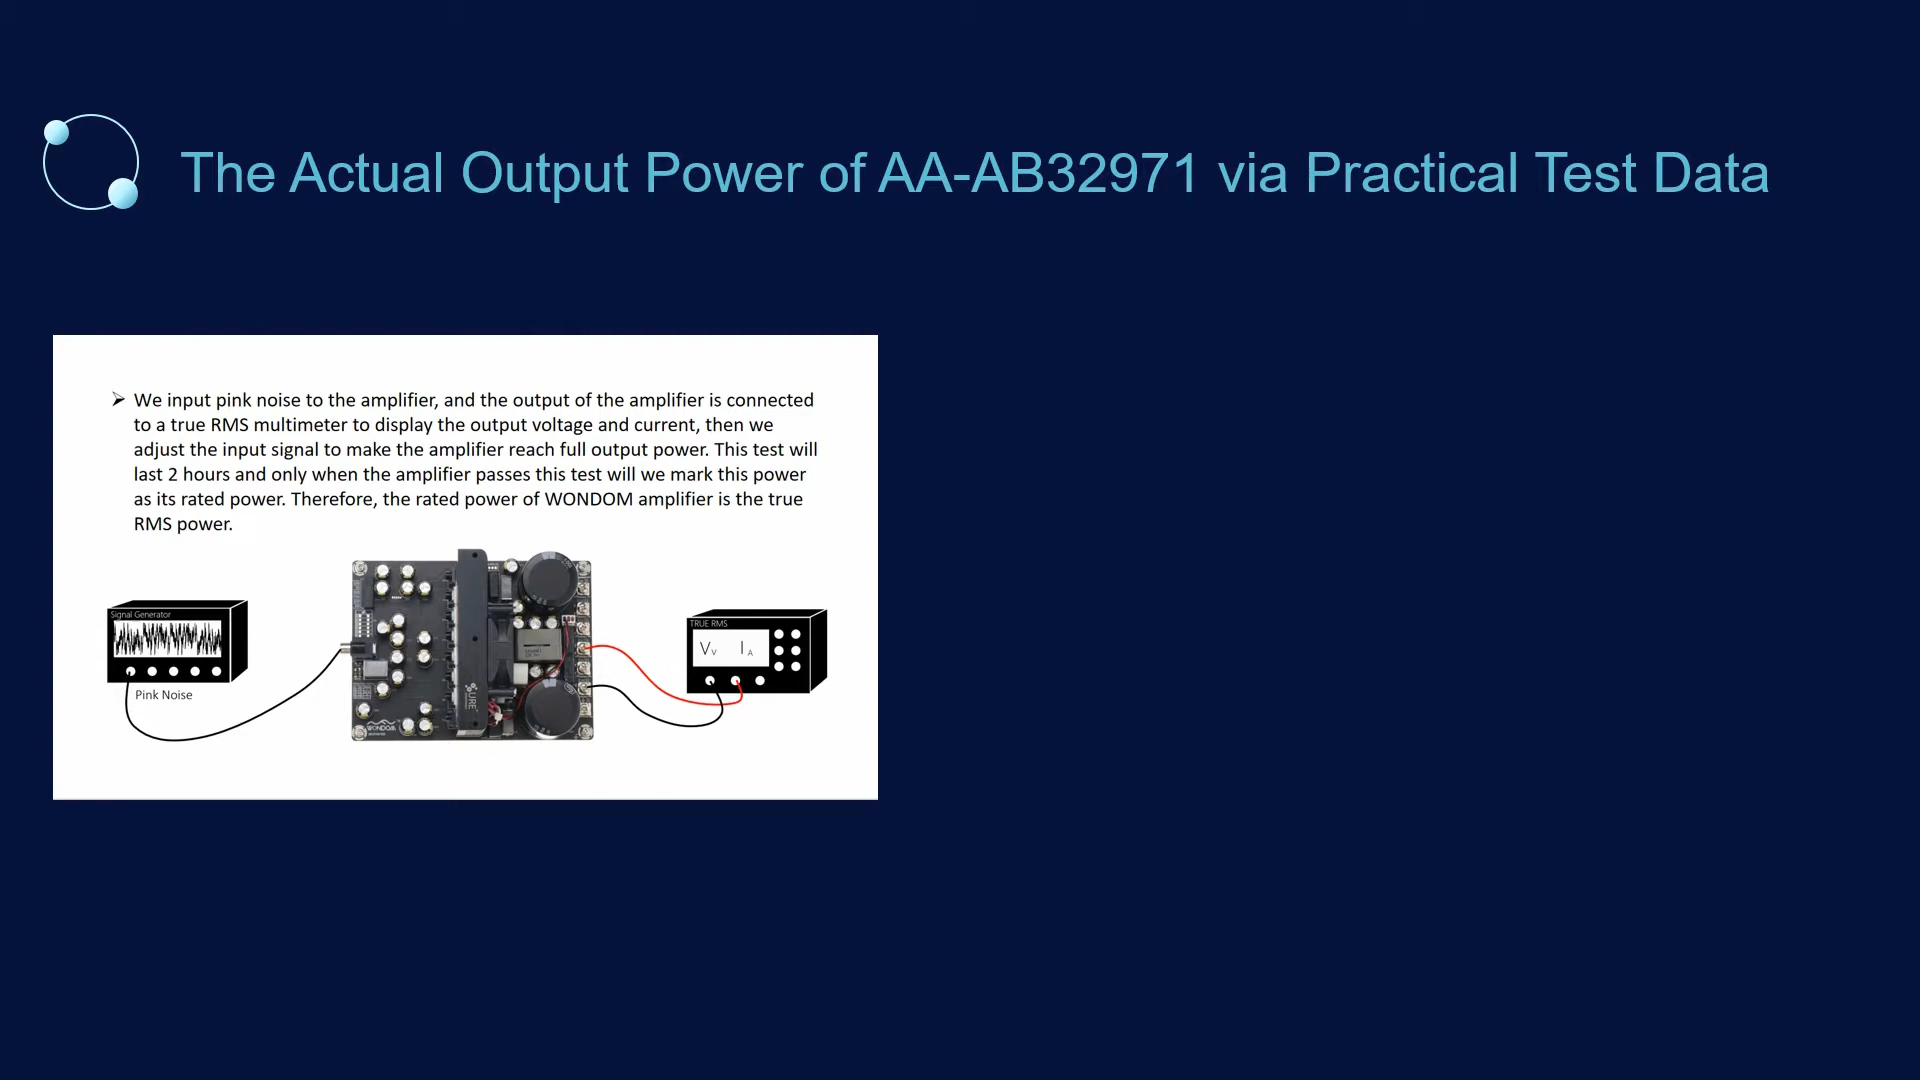 The Actual Output Power of AA-AB32971 via Practical Test Data
➢ We input pink noise to the amplifier, and the output of the amplifier is connected
to a true RMS multimeter to display the output voltage and current, then we
adjust the input signal to make the amplifier reach full output power. This test will
last 2 hours and only when the amplifier passes this test will we mark this power
as its rated power. Therefore, the rated power of WONDOM amplifier is the true
RMS power.
Signal Generator
Pink Noise
SURE
WONDOM
TRUE RMS
V V I A